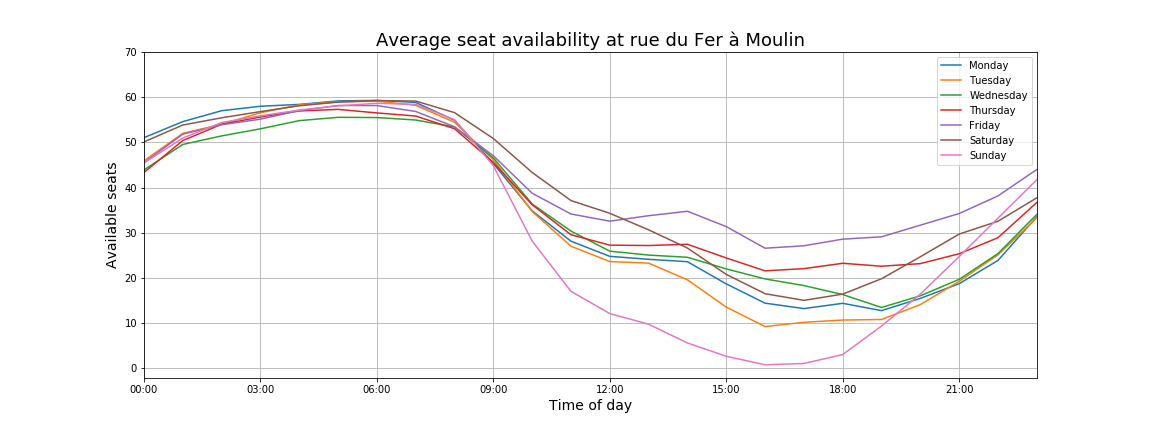 Average seat availability at rue du Fer à Moulin
Available seats
70
60
50
40
30
20
10
0
Monday
Tuesday
Wednesday
Thursday
Friday
Saturday
Sunday
00:00 03:00 06:00 09:00 12:00 15:00 18:00 21:00
Time of day